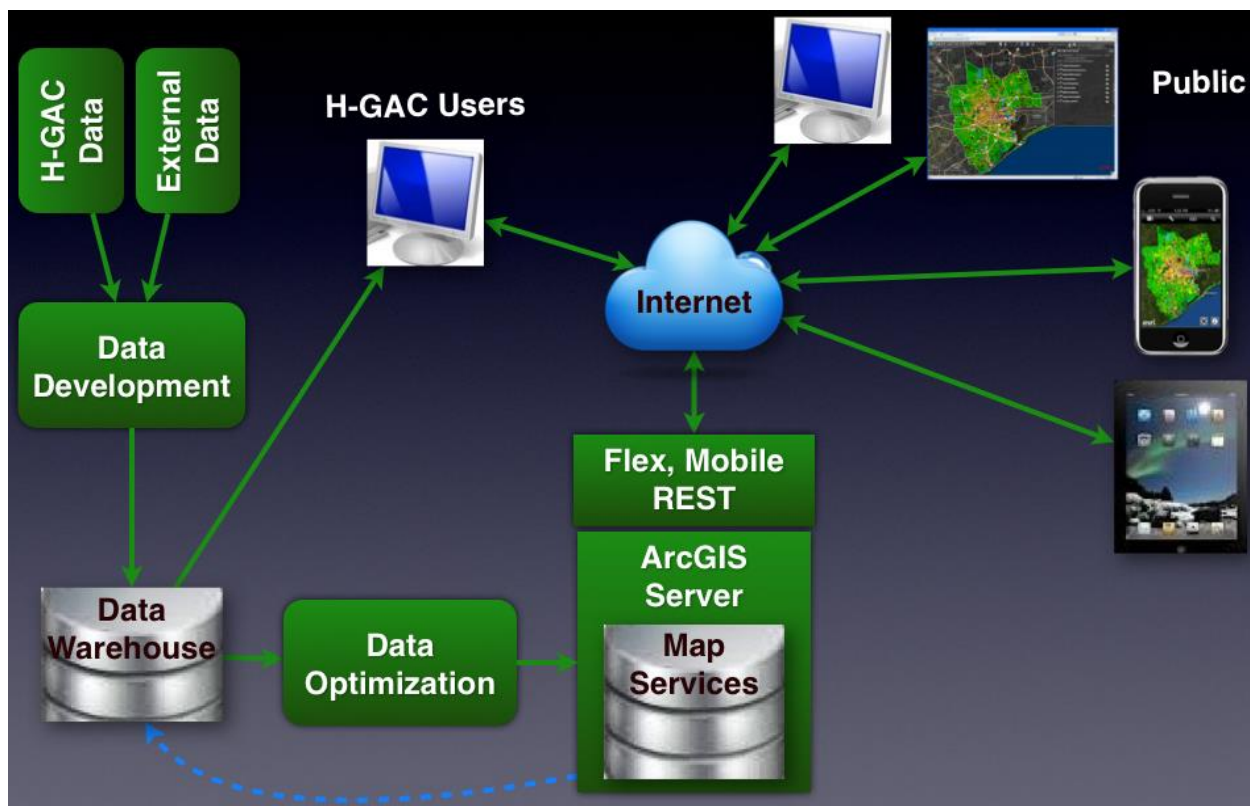 H-GAC
Data
External
Data
H-GAC Users
Public
Internet
Data
Development
Flex, Mobile
REST
ArcGIS
Server
Data
Warehouse
Data
Optimization
Map
Services
esri